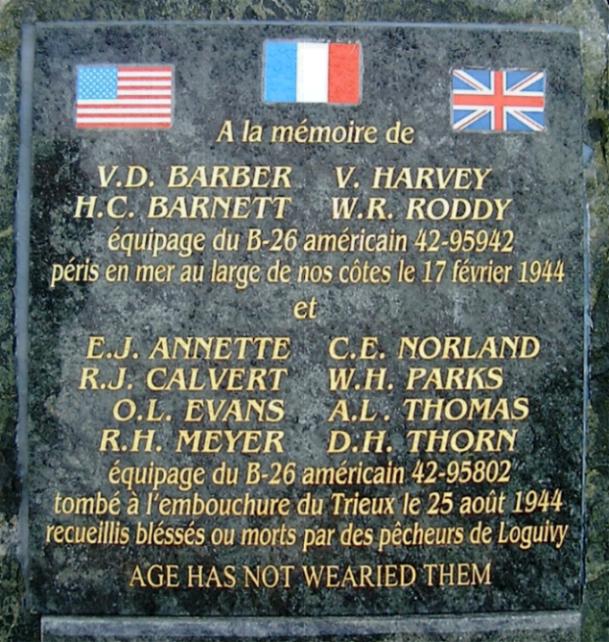 A la mémoire de
V.D. BARBER V. HARVEY
H.C. BARNETT W.R. RODDY
équipage du B-26 américain 42-95942
péris en mer au large de nos côtes le 17 février 1944
et
E.J. ANNETTE C.E. NORLAND
R.J. CALVERT W.H. PARKS
O.L. EVANS A.L. THOMAS
R.H. MEYER D.H. THORN
équipage du B-26 américain 42-95802
tombé à l'embouchure du Trieux le 25 août 1944
recueillis bléssés ou morts par des pêcheurs de Loguivy
AGE HAS NOT WEARIED THEM